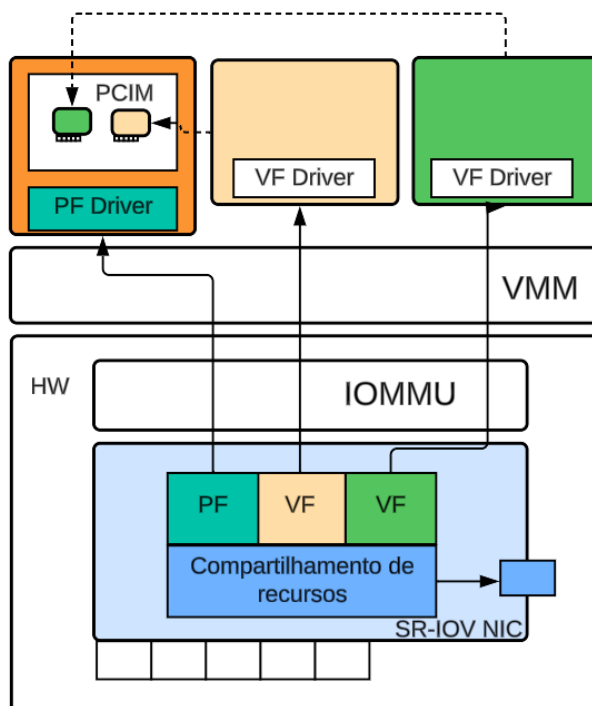 PCIM
PF Driver
VF Driver
VF Driver
VMM
HW
IOMMU
PF
VF
VF
Compartilhamento de
recursos
SR-IOV NIC